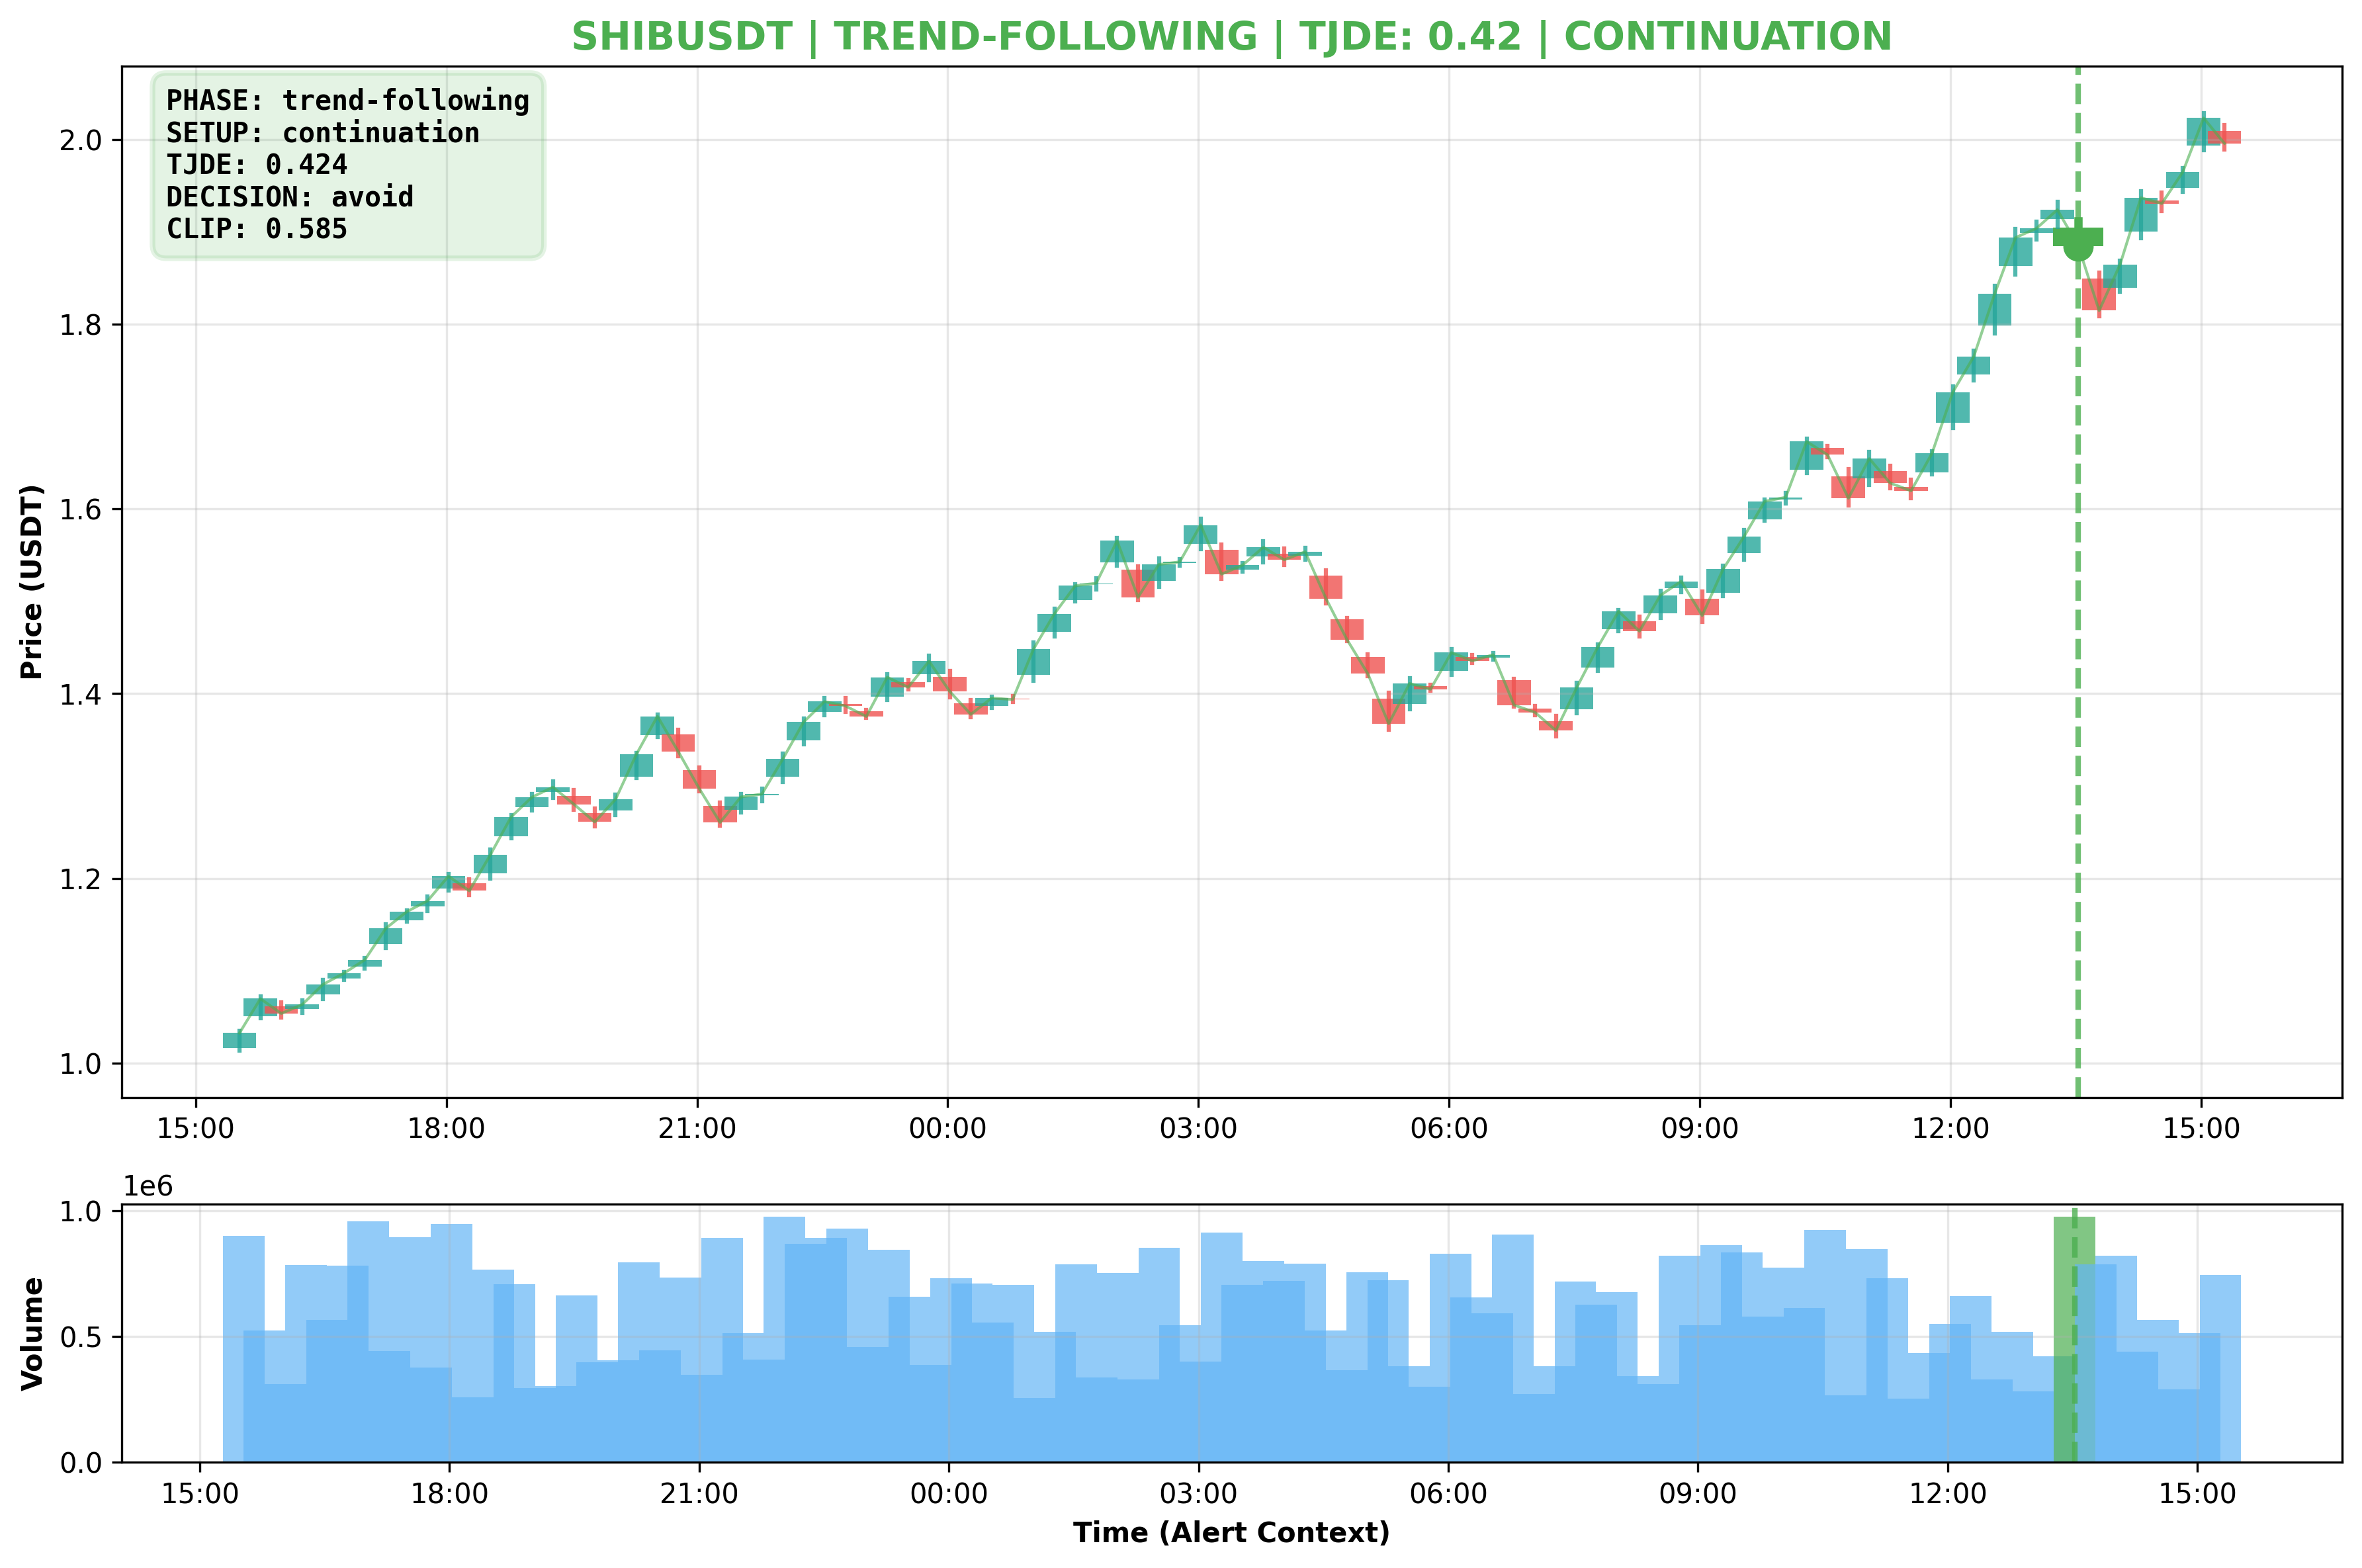 SHIBUSDT | TREND-FOLLOWING | TJDE: 0.42 | CONTINUATION
PHASE: trend-following
SETUP: continuation
TJDE: 0.424
DECISION: avoid
CLIP: 0.585
Price (USDT)
2.0
1.8
1.6
1.4
1.2
1.0
15:00 18:00 21:00 00:00 03:00 06:00 09:00 12:00 15:00
1e6
Volume
1.0
0.5
0.0
15:00 18:00 21:00 00:00 03:00 06:00 09:00 12:00 15:00
Time (Alert Context)